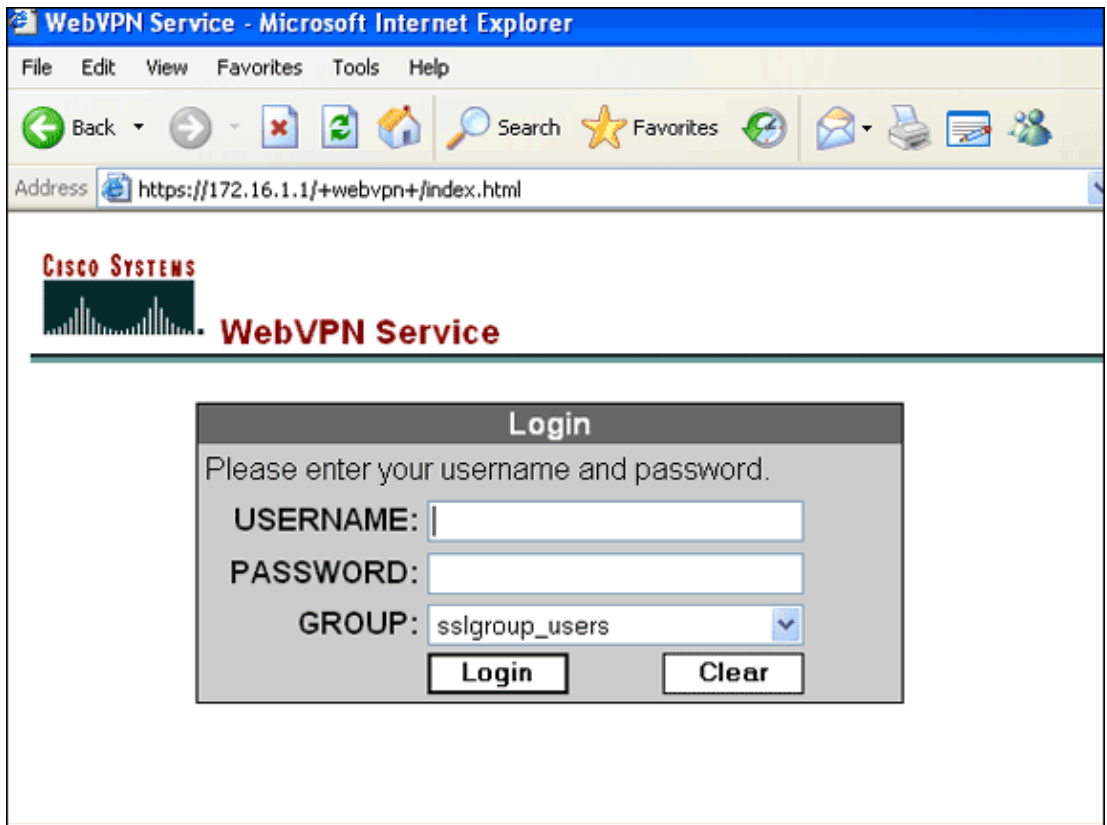 WebVPN Service - Microsoft Internet Explorer
File Edit View Favorites Tools Help
Back Search Favorites
Address https://172.16.1.1/+webvpn+/index.html
CISCO SYSTEMS
WebVPN Service
Login
Please enter your username and password.
USERNAME:
PASSWORD:
GROUP: sslgroup_users
Login Clear